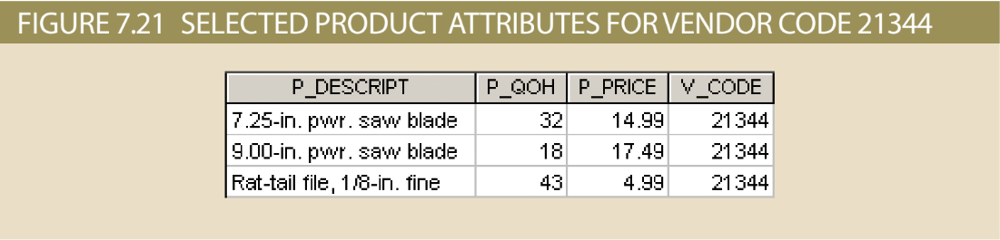 FIGURE 7.21 SELECTED PRODUCT ATTRIBUTES FOR VENDOR CODE 21344
P_DESCRIPT P_QOH P_PRICE V_CODE
7.25-in. pwr. saw blade 32 14.99 21344
9.00-in. pwr. saw blade 18 17.49 21344
Rat-tail file, 1/8-in. fine 43 4.99 21344